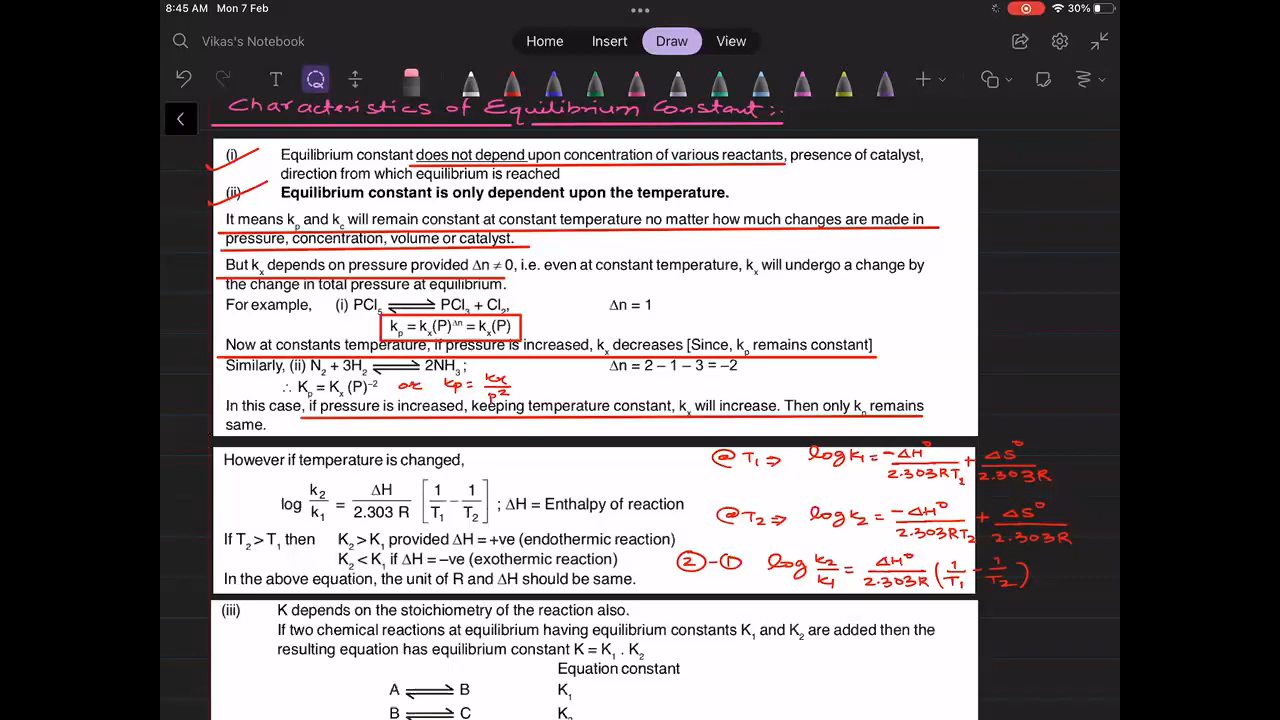 8:45 AM Mon 7 Feb
30%
Vikas's Notebook
Home Insert Draw View
Characteristics of Equilibrium Constant:-
(i) Equilibrium constant does not depend upon concentration of various reactants, presence of catalyst,
direction from which equilibrium is reached
(ii) Equilibrium constant is only dependent upon the temperature.
It means kₚ and k꜀ will remain constant at constant temperature no matter how much changes are made in
pressure, concentration, volume or catalyst.
But kₓ depends on pressure provided Δn ≠ 0, i.e. even at constant temperature, kₓ will undergo a change by
the change in total pressure at equilibrium.
For example, (i) PCl₅ ⇌ PCl₃ + Cl₂, Δn = 1
kₚ = kₓ(P)^Δn = kₓ(P)
Now at constants temperature, if pressure is increased, kₓ decreases [Since, kₚ remains constant]
Similarly, (ii) N₂ + 3H₂ ⇌ 2NH₃ ; Δn = 2 – 1 – 3 = –2
∴ Kₚ = Kₓ (P)⁻² or kp = kx/p²
In this case, if pressure is increased, keeping temperature constant, kₓ will increase. Then only kₚ remains
same.
However if temperature is changed,
log k₂/k₁ = ΔH/2.303 R [1/T₁ − 1/T₂] ; ΔH = Enthalpy of reaction
If T₂ > T₁ then K₂ > K₁ provided ΔH = +ve (endothermic reaction)
K₂ < K₁ if ΔH = –ve (exothermic reaction)
In the above equation, the unit of R and ΔH should be same.
@ T₁ ⇒ log k₁ = −ΔH°/2.303RT₁ + ΔS°/2.303R
@ T₂ ⇒ log k₂ = −ΔH°/2.303RT₂ + ΔS°/2.303R
②-① log k₂/k₁ = ΔH°/2.303R (1/T₁ − 1/T₂)
(iii) K depends on the stoichiometry of the reaction also.
If two chemical reactions at equilibrium having equilibrium constants K₁ and K₂ are added then the
resulting equation has equilibrium constant K = K₁ . K₂
Equation constant
A ⇌ B K₁
B ⇌ C K₂